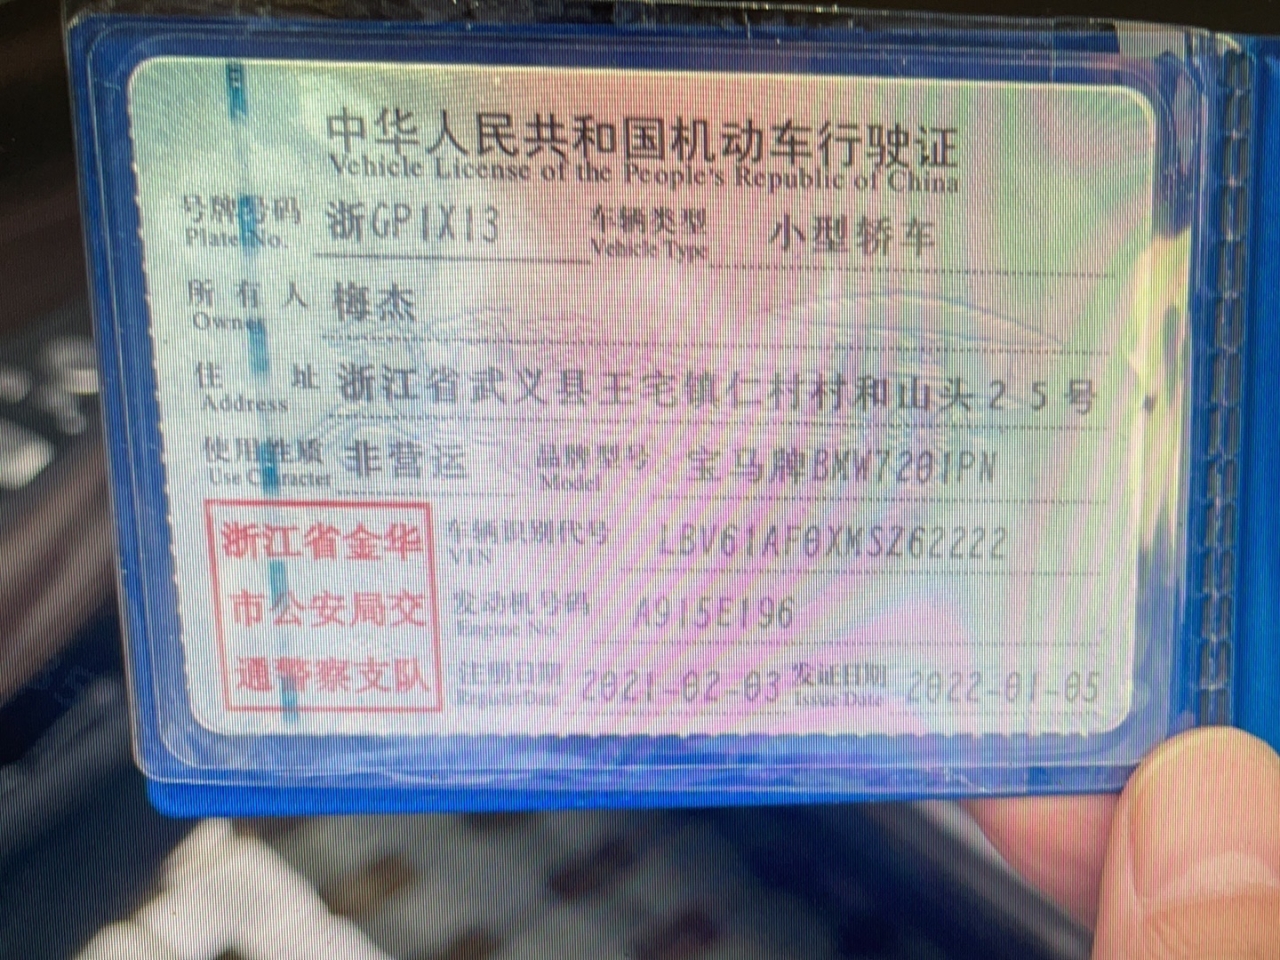 中华人民共和国机动车行驶证
Vehicle License of the People's Republic of China
号牌号码 浙GP1X13 车辆类型 小型轿车
Plate No. Vehicle Type
所有人 梅杰
Owner
住址 浙江省武义县王宅镇仁村村和山头25号
Address
使用性质 非营运 品牌型号 宝马牌BMW7201PN
Use Character Model
浙江省金华
市公安局交
通警察支队
车辆识别代号 LBV61AF0XMSZ62222
VIN
发动机号码 A915E196
Engine No.
注册日期 2021-02-03 发证日期 2022-01-05
Register Date Issue Date